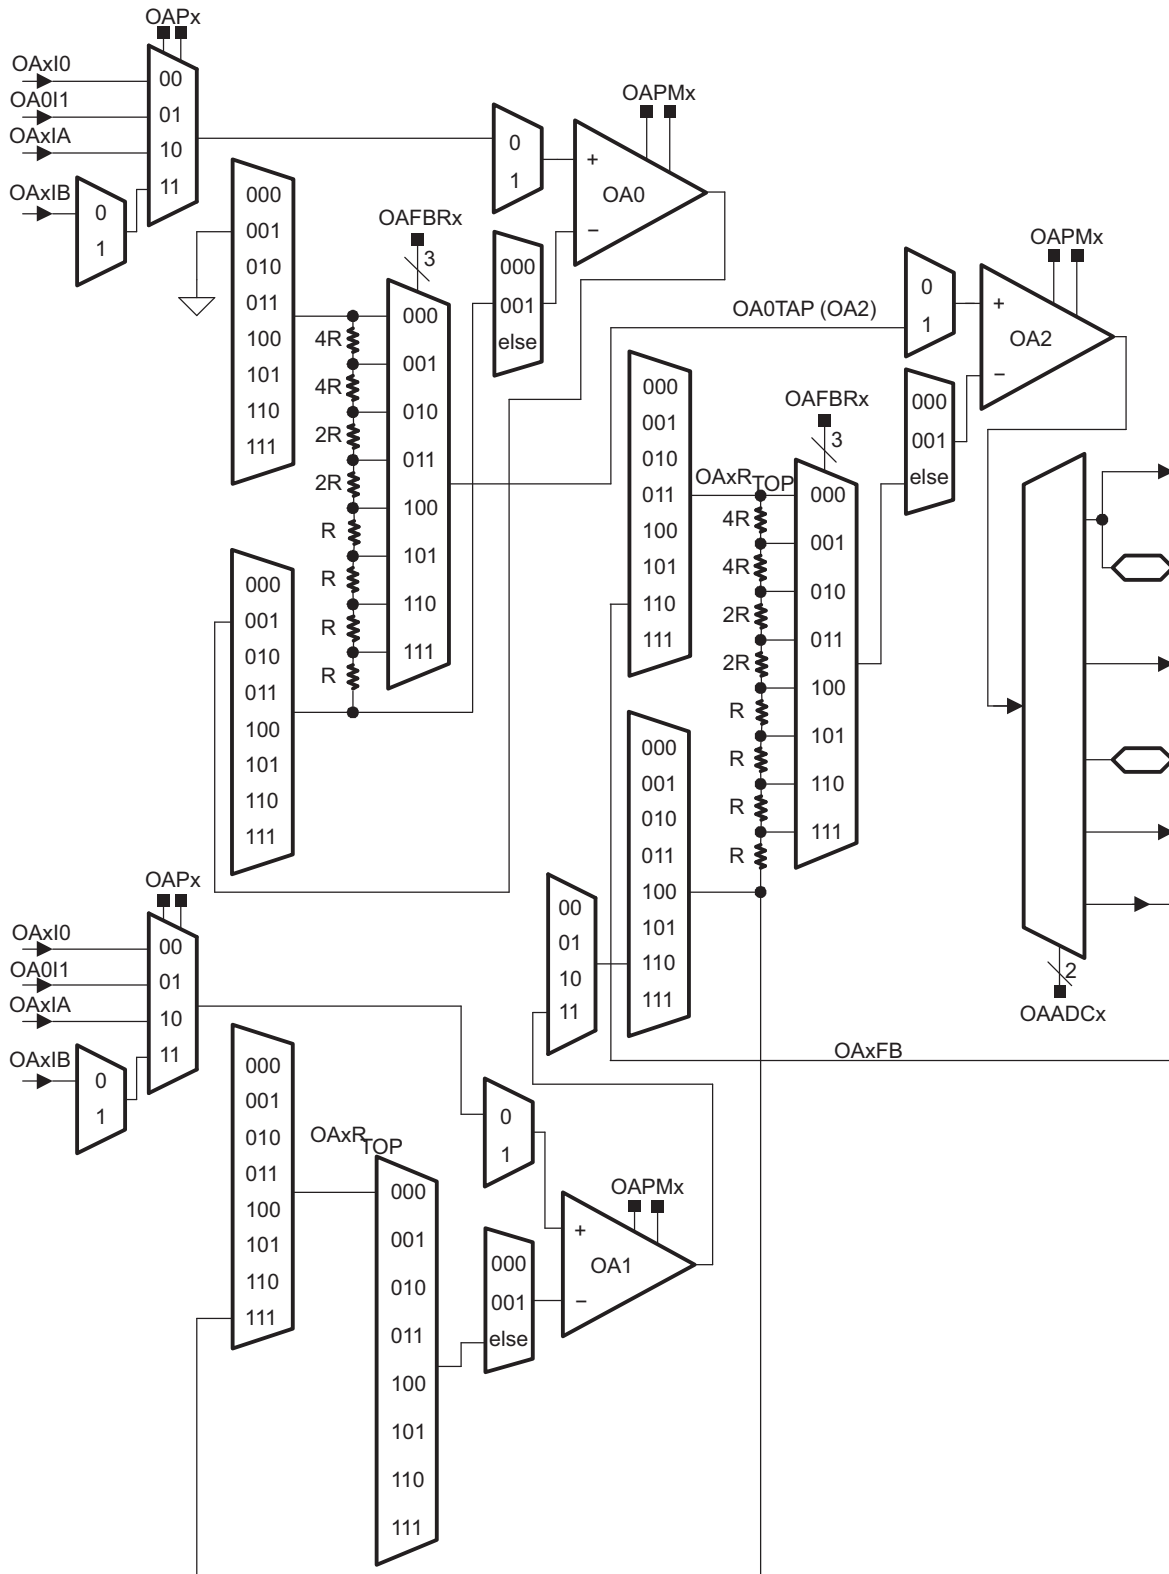 OAPx
OAxI0
OA0I1
OAxIA
OAxIB
00
01
10
11
0
1
000
001
010
011
100
101
110
111
OAFBRx
3
4R
4R
2R
2R
R
R
R
R
000
001
010
011
100
101
110
111
000
001
010
011
100
101
110
111
0
1
000
001
else
OAPMx
+
OA0
−
OA0TAP (OA2)
000
001
010
011
100
101
110
111
OAxRTOP
OAFBRx
3
4R
4R
2R
2R
R
R
R
R
000
001
010
011
100
101
110
111
0
1
000
001
else
OAPMx
+
OA2
−
000
001
010
011
100
101
110
111
00
01
10
11
2
OAADCx
OAxFB
OAPx
OAxI0
OA0I1
OAxIA
OAxIB
00
01
10
11
0
1
000
001
010
011
100
101
110
111
OAxRTOP
000
001
010
011
100
101
110
111
0
1
000
001
else
OAPMx
+
OA1
−